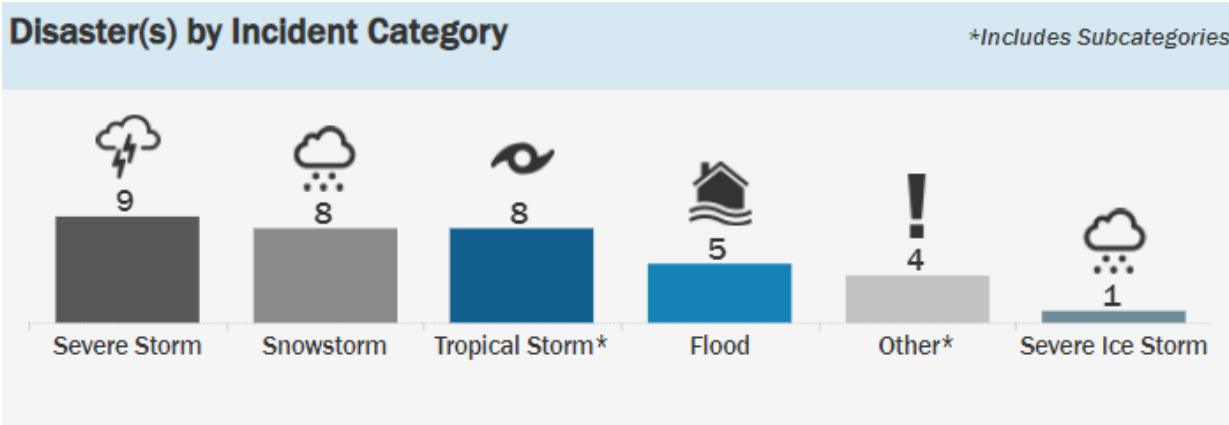 Disaster(s) by Incident Category
*Includes Subcategories
9
8
8
5
4
1
Severe Storm
Snowstorm
Tropical Storm*
Flood
Other*
Severe Ice Storm